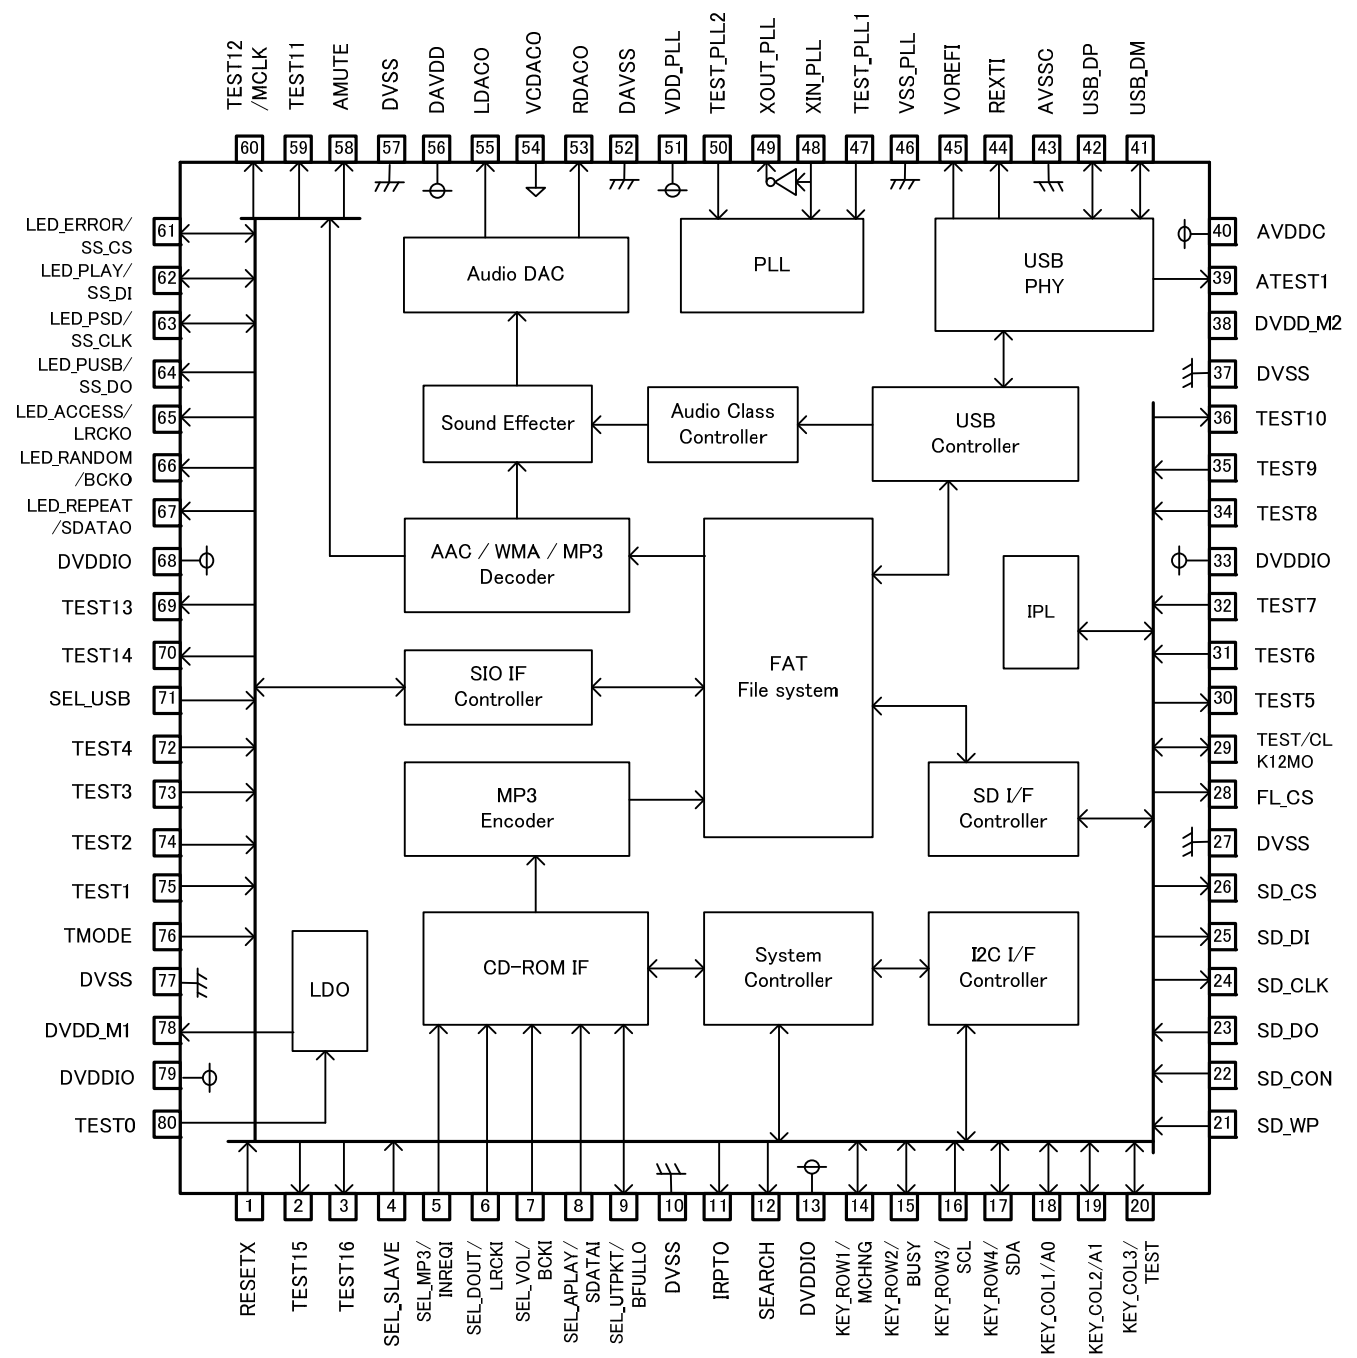 TEST12
/MCLK
TEST11
AMUTE
DVSS
DAVDD
LDACO
VCDACO
RDACO
DAVSS
VDD_PLL
TEST_PLL2
XOUT_PLL
XIN_PLL
TEST_PLL1
VSS_PLL
VOREFI
REXTI
AVSSC
USB_DP
USB_DM
60
59
58
57
56
55
54
53
52
51
50
49
48
47
46
45
44
43
42
41
LED_ERROR/
SS_CS
61
LED_PLAY/
SS_DI
62
LED_PSD/
SS_CLK
63
LED_PUSB/
SS_DO
64
LED_ACCESS/
LRCKO
65
LED_RANDOM
/BCKO
66
LED_REPEAT
/SDATAO
67
DVDDIO
68
TEST13
69
TEST14
70
SEL_USB
71
TEST4
72
TEST3
73
TEST2
74
TEST1
75
TMODE
76
DVSS
77
DVDD_M1
78
DVDDIO
79
TEST0
80
Audio DAC
PLL
USB
PHY
Sound Effecter
Audio Class
Controller
USB
Controller
AAC / WMA / MP3
Decoder
FAT
File system
IPL
SIO IF
Controller
MP3
Encoder
SD I/F
Controller
LDO
CD-ROM IF
System
Controller
I2C I/F
Controller
40
AVDDC
39
ATEST1
38
DVDD_M2
37
DVSS
36
TEST10
35
TEST9
34
TEST8
33
DVDDIO
32
TEST7
31
TEST6
30
TEST5
29
TEST/CL
K12MO
28
FL_CS
27
DVSS
26
SD_CS
25
SD_DI
24
SD_CLK
23
SD_DO
22
SD_CON
21
SD_WP
1
2
3
4
5
6
7
8
9
10
11
12
13
14
15
16
17
18
19
20
RESETX
TEST15
TEST16
SEL_SLAVE
SEL_MP3/
INREQI
SEL_DOUT/
LRCKI
SEL_VOL/
BCKI
SEL_APLAY/
SDATAI
SEL_UTPKT/
BFULLO
DVSS
IRPTO
SEARCH
DVDDIO
KEY_ROW1/
MCHNG
KEY_ROW2/
BUSY
KEY_ROW3/
SCL
KEY_ROW4/
SDA
KEY_COL1/A0
KEY_COL2/A1
KEY_COL3/
TEST